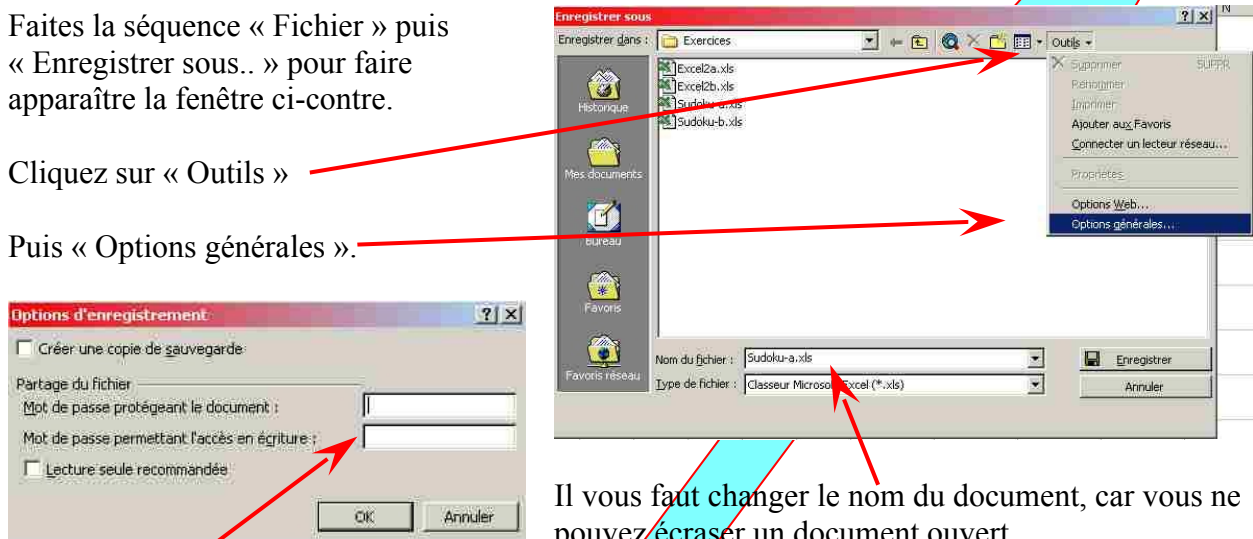 Faites la séquence « Fichier » puis
« Enregistrer sous.. » pour faire
apparaître la fenêtre ci-contre.
Cliquez sur « Outils »
Puis « Options générales ».
Enregistrer sous
N
Enregistrer dans :
Exercices
Outils
Historique
Mes documents
Bureau
Favoris
Favoris réseau
Excel2a.xls
Excel2b.xls
Sudoku-a.xls
Sudoku-b.xls
Supprimer SUPPR
Renommer
Imprimer
Ajouter aux Favoris
Connecter un lecteur réseau...
Propriétés
Options Web...
Options générales...
Nom du fichier : Sudoku-a.xls
Enregistrer
Type de fichier : Classeur Microsoft Excel (*.xls)
Annuler
Options d'enregistrement
Créer une copie de sauvegarde
Partage du fichier
Mot de passe protégeant le document :
Mot de passe permettant l'accès en écriture :
Lecture seule recommandée
OK Annuler
Il vous faut changer le nom du document, car vous ne
pouvez écraser un document ouvert